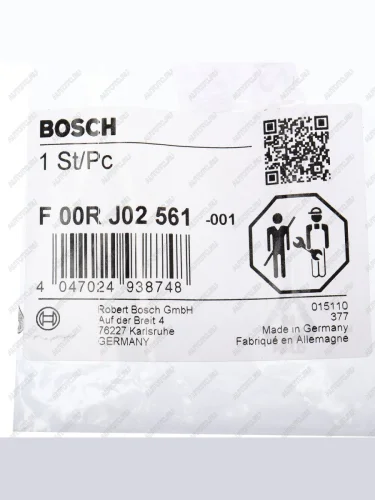 BOSCH
1 St/Pc
F 00R J02 561 -001
4 047024 938748
Robert Bosch GmbH
Auf der Breit 4
76227 Karlsruhe
GERMANY
015110
377
Made in Germany
Fabriqué en Allemagne